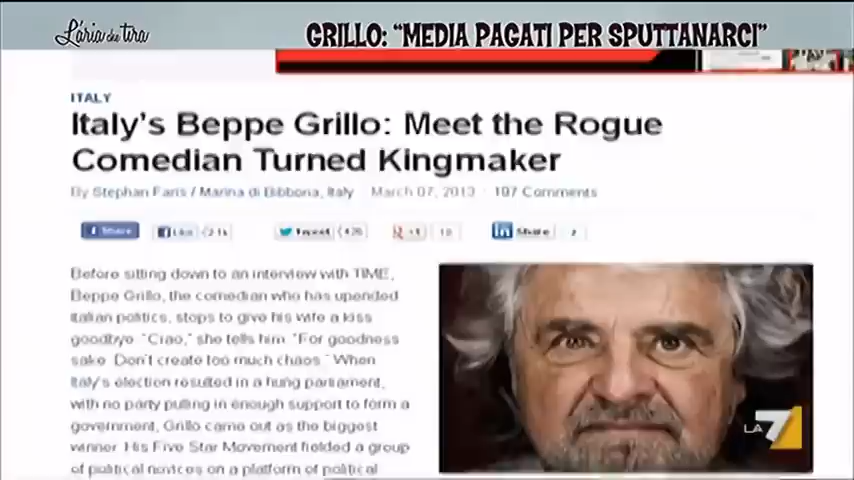 L'aria che tira
GRILLO: "MEDIA PAGATI PER SPUTTANARCI"
ITALY
Italy's Beppe Grillo: Meet the Rogue
Comedian Turned Kingmaker
By Stephan Faris / Marina di Bibbona, Italy March 07, 2013 107 Comments
Share Like Tweet +1 Share 2
Before sitting down to an interview with TIME,
Beppe Grillo, the comedian who has upended
Italian politics, stops to give his wife a kiss
goodbye. "Ciao," she tells him. "For goodness
sake. Don't create too much chaos." When
Italy's election resulted in a hung parliament,
with no party pulling in enough support to form a
government, Grillo came out as the biggest
winner. His Five Star Movement fielded a group
of political novices on a platform of political
LA 7